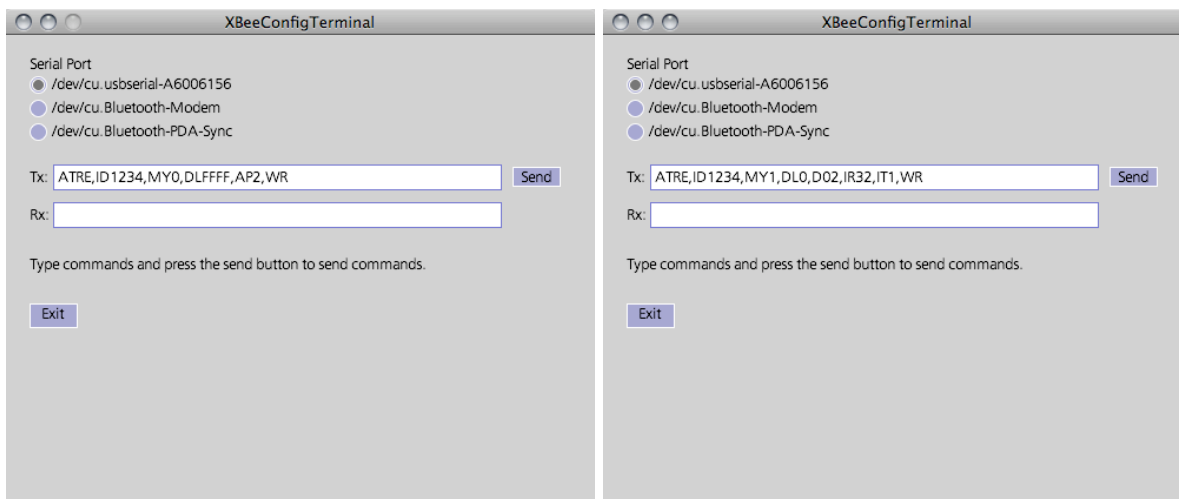 XBeeConfigTerminal
Serial Port
/dev/cu.usbserial-A6006156
/dev/cu.Bluetooth-Modem
/dev/cu.Bluetooth-PDA-Sync
Tx: ATRE,ID1234,MY0,DLFFFF,AP2,WR Send
Rx:
Type commands and press the send button to send commands.
Exit
XBeeConfigTerminal
Serial Port
/dev/cu.usbserial-A6006156
/dev/cu.Bluetooth-Modem
/dev/cu.Bluetooth-PDA-Sync
Tx: ATRE,ID1234,MY1,DL0,D02,IR32,IT1,WR Send
Rx:
Type commands and press the send button to send commands.
Exit